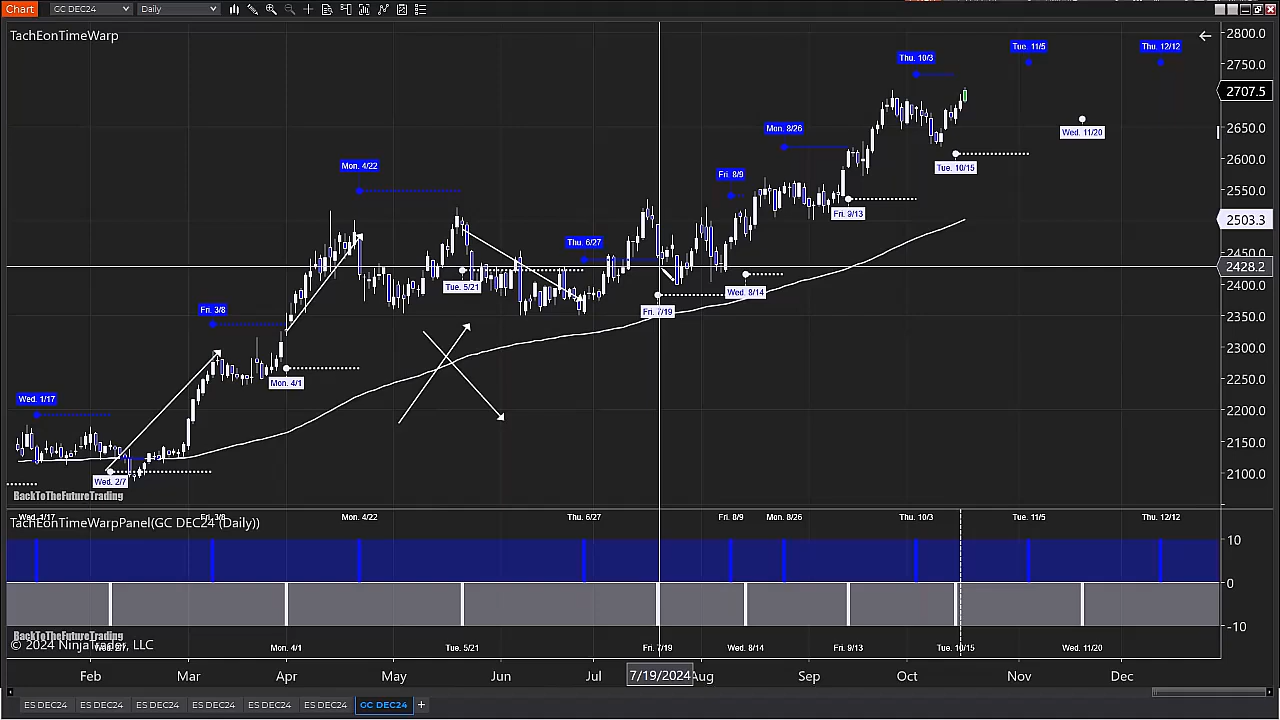 Chart
GC DEC24
Daily
TachEonTimeWarp
Thu. 10/3
Tue. 11/5
Thu. 12/12
Mon. 8/26
Wed. 11/20
Mon. 4/22
Tue. 10/15
Fri. 8/9
Fri. 9/13
Thu. 6/27
Tue. 5/21
Wed. 8/14
Fri. 3/8
Fri. 7/19
Mon. 4/1
Wed. 1/17
Wed. 2/7
2800.0
2750.0
2707.5
2650.0
2600.0
2550.0
2503.3
2450.0
2428.2
2400.0
2350.0
2300.0
2250.0
2200.0
2150.0
2100.0
BackToTheFutureTrading
Wed. 1/17 Fri. 3/8 Mon. 4/22 Thu. 6/27 Fri. 8/9 Mon. 8/26 Thu. 10/3 Tue. 11/5 Thu. 12/12
TachEonTimeWarpPanel(GC DEC24 (Daily))
10
0
-10
BackToTheFutureTrading
© 2024 NinjaTrader, LLC
Mon. 4/1 Tue. 5/21 Fri. 7/19 Wed. 8/14 Fri. 9/13 Tue. 10/15 Wed. 11/20
Feb Mar Apr May Jun Jul 7/19/2024 Aug Sep Oct Nov Dec
ES DEC24 ES DEC24 ES DEC24 ES DEC24 ES DEC24 ES DEC24 GC DEC24 +